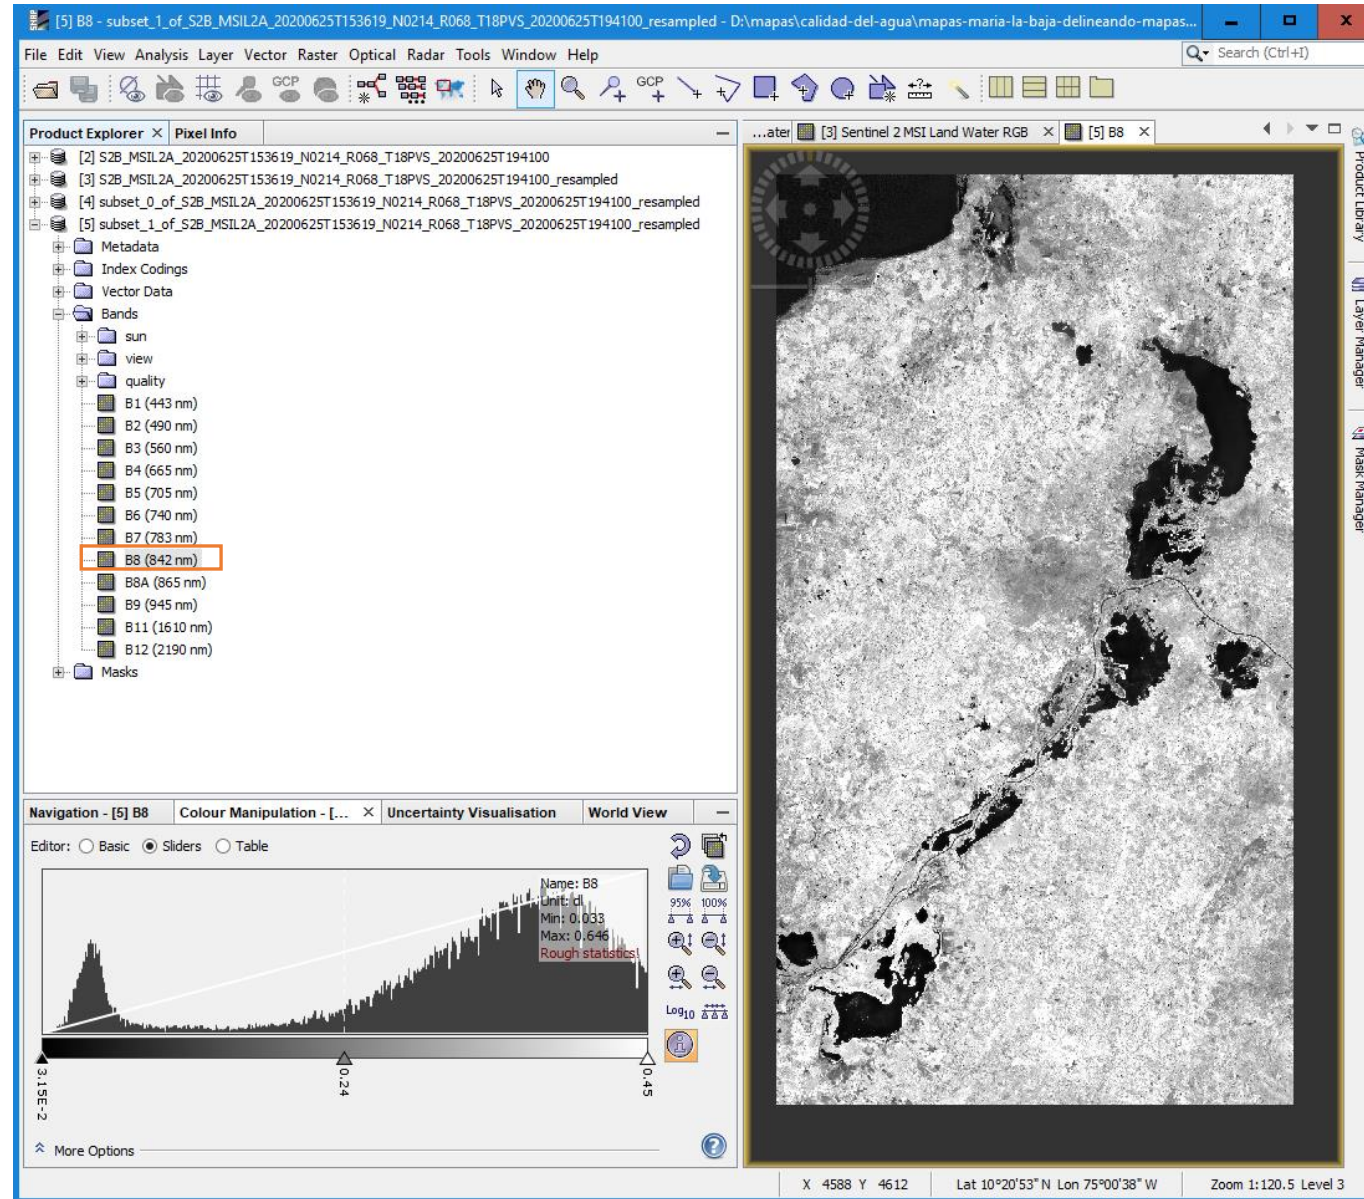 [5] B8 - subset_1_of_S2B_MSIL2A_20200625T153619_N0214_R068_T18PVS_20200625T194100_resampled - D:\mapas\calidad-del-agua\mapas-maria-la-baja-delineando-mapas...
File Edit View Analysis Layer Vector Raster Optical Radar Tools Window Help
Search (Ctrl+I)
GCP
GCP
Product Explorer × Pixel Info
...ater [3] Sentinel 2 MSI Land Water RGB × [5] B8 ×
[2] S2B_MSIL2A_20200625T153619_N0214_R068_T18PVS_20200625T194100
[3] S2B_MSIL2A_20200625T153619_N0214_R068_T18PVS_20200625T194100_resampled
[4] subset_0_of_S2B_MSIL2A_20200625T153619_N0214_R068_T18PVS_20200625T194100_resampled
[5] subset_1_of_S2B_MSIL2A_20200625T153619_N0214_R068_T18PVS_20200625T194100_resampled
Metadata
Index Codings
Vector Data
Bands
sun
view
quality
B1 (443 nm)
B2 (490 nm)
B3 (560 nm)
B4 (665 nm)
B5 (705 nm)
B6 (740 nm)
B7 (783 nm)
B8 (842 nm)
B8A (865 nm)
B9 (945 nm)
B11 (1610 nm)
B12 (2190 nm)
Masks
Product Library
Layer Manager
Mask Manager
Navigation - [5] B8 Colour Manipulation - [... × Uncertainty Visualisation World View
Editor: Basic Sliders Table
Name: B8
Unit: dl
Min: 0.033
Max: 0.646
Rough statistics!
95% 100%
Log10
3.15E-2
0.24
0.45
More Options
X 4588 Y 4612 Lat 10°20'53" N Lon 75°00'38" W Zoom 1:120.5 Level 3